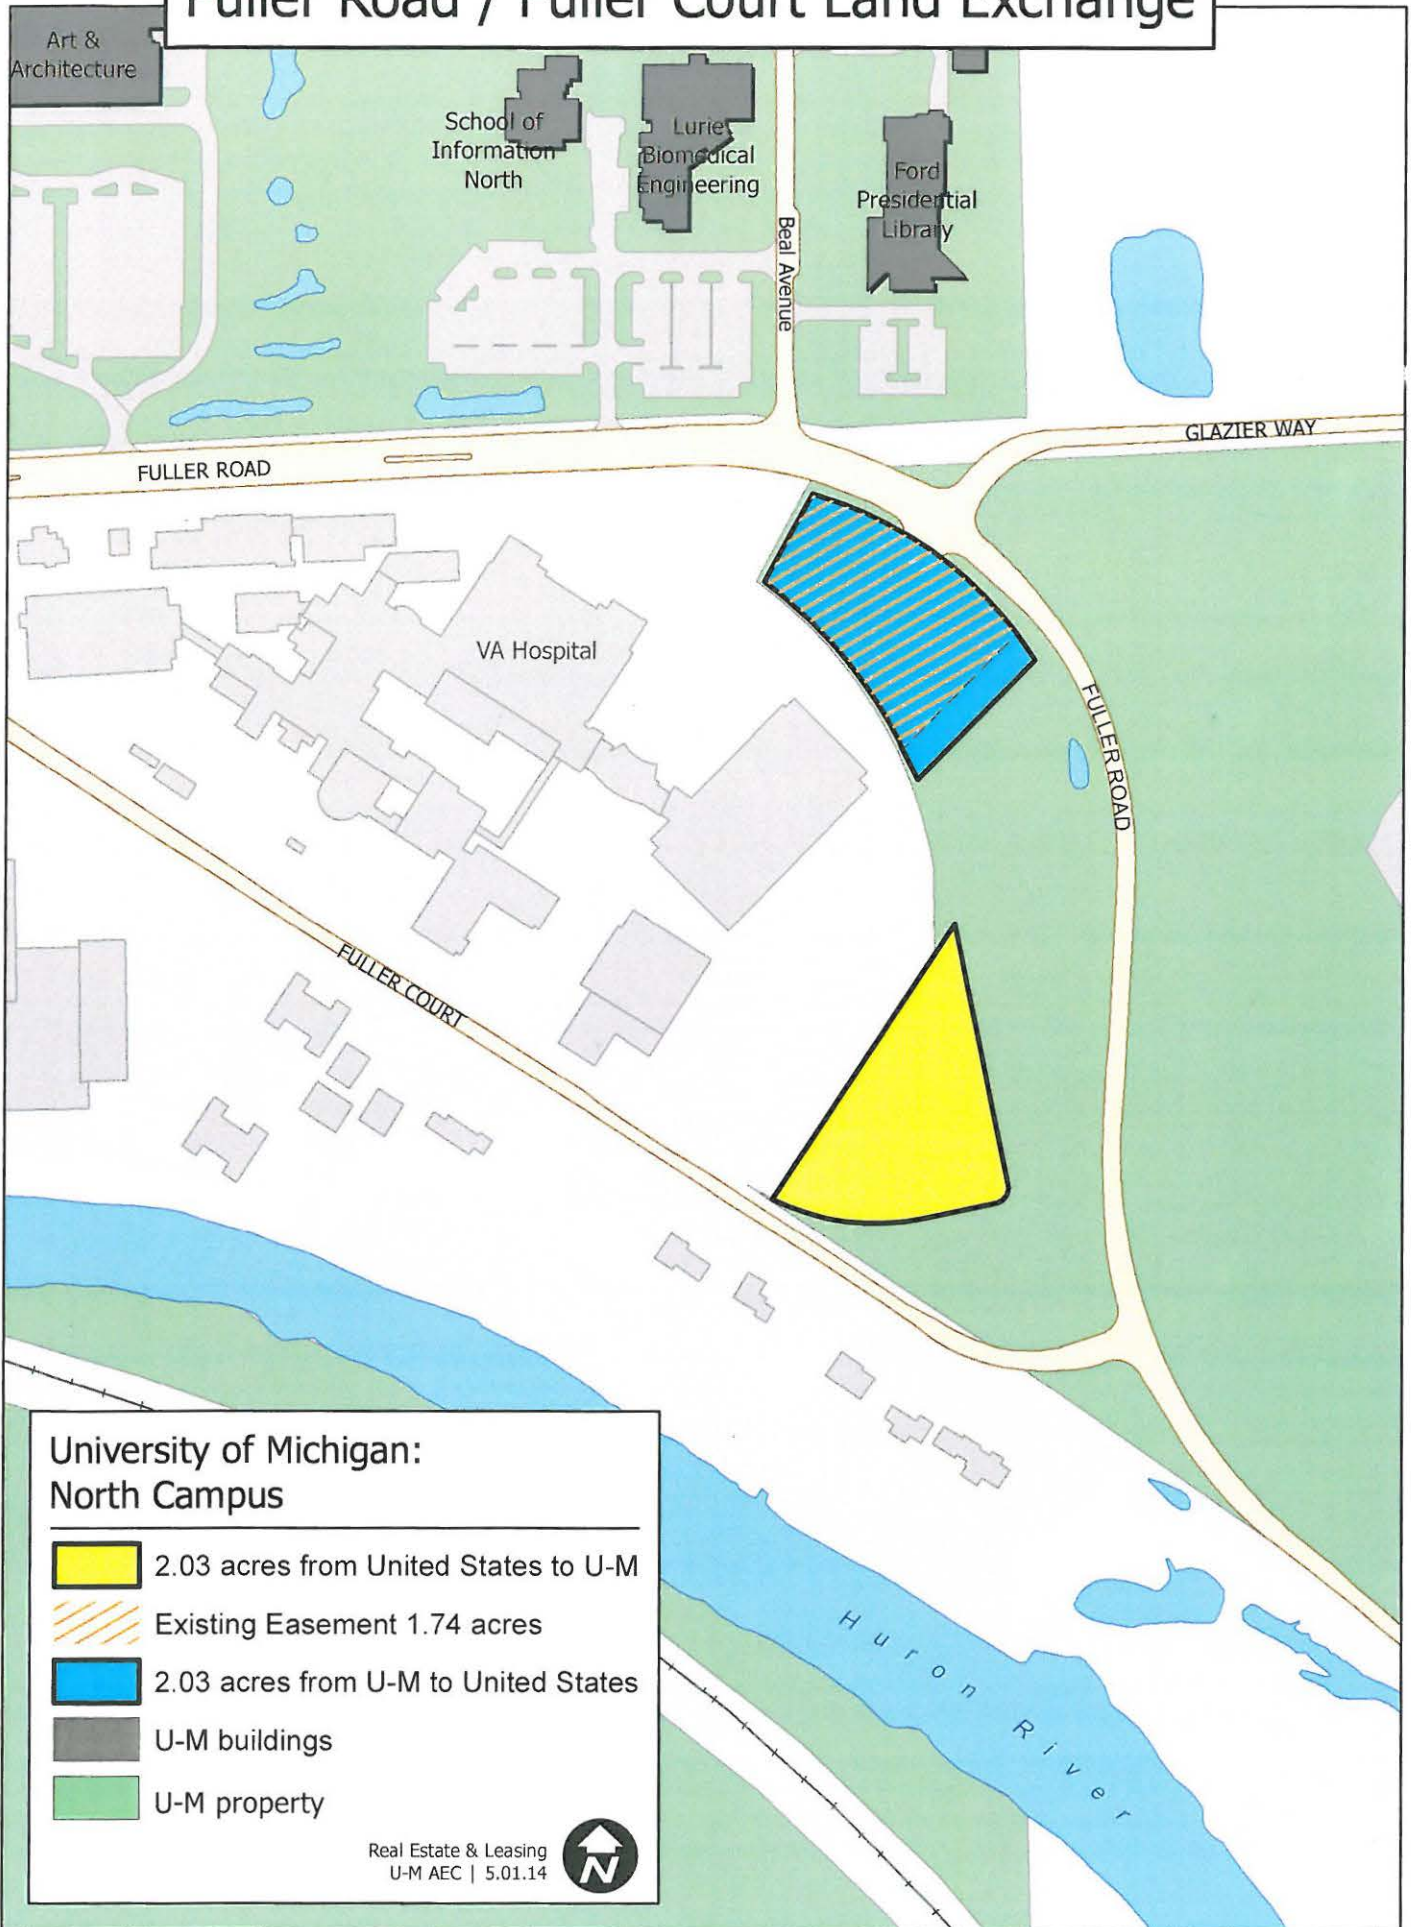 Fuller Road / Fuller Court Land Exchange
Art &
Architecture
School of
Information
North
Lurie
Biomedical
Engineering
Ford
Presidential
Library
Beal Avenue
GLAZIER WAY
FULLER ROAD
VA Hospital
FULLER ROAD
FULLER COURT
University of Michigan:
North Campus
2.03 acres from United States to U-M
Existing Easement 1.74 acres
2.03 acres from U-M to United States
U-M buildings
U-M property
Real Estate & Leasing
U-M AEC | 5.01.14
N
Huron River